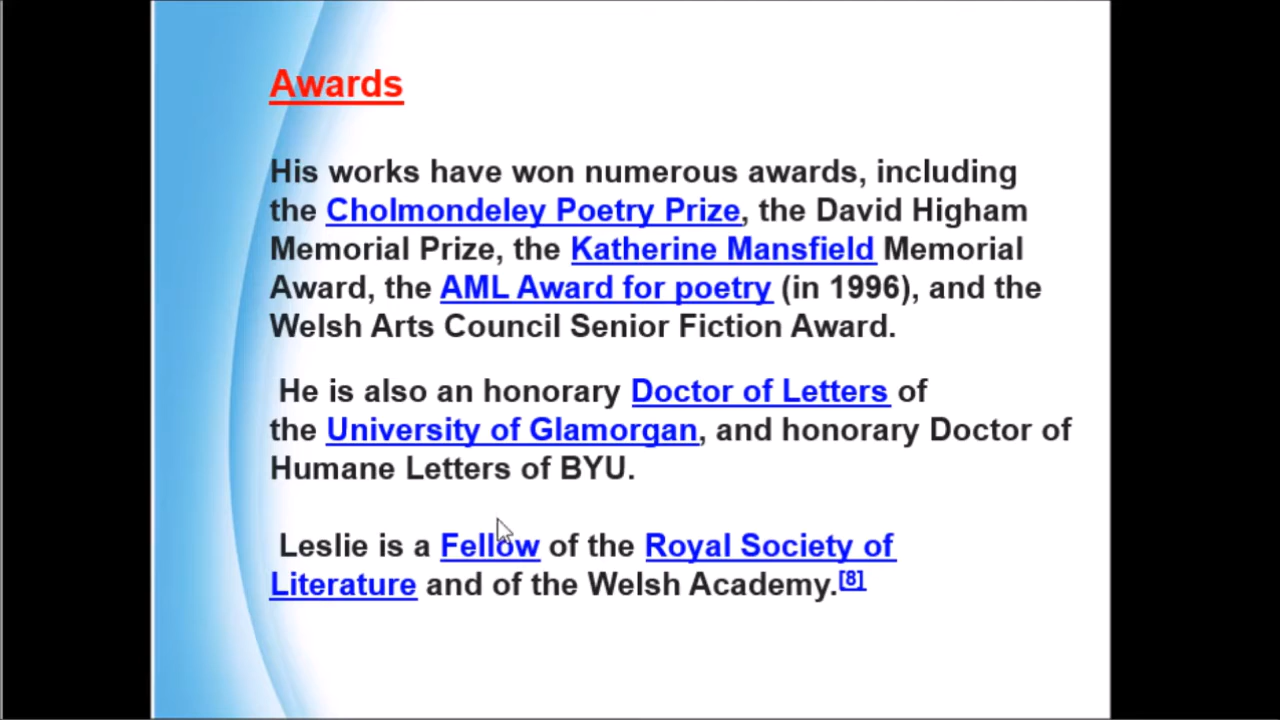 Awards
His works have won numerous awards, including
the Cholmondeley Poetry Prize, the David Higham
Memorial Prize, the Katherine Mansfield Memorial
Award, the AML Award for poetry (in 1996), and the
Welsh Arts Council Senior Fiction Award.
He is also an honorary Doctor of Letters of
the University of Glamorgan, and honorary Doctor of
Humane Letters of BYU.
Leslie is a Fellow of the Royal Society of
Literature and of the Welsh Academy.[8]